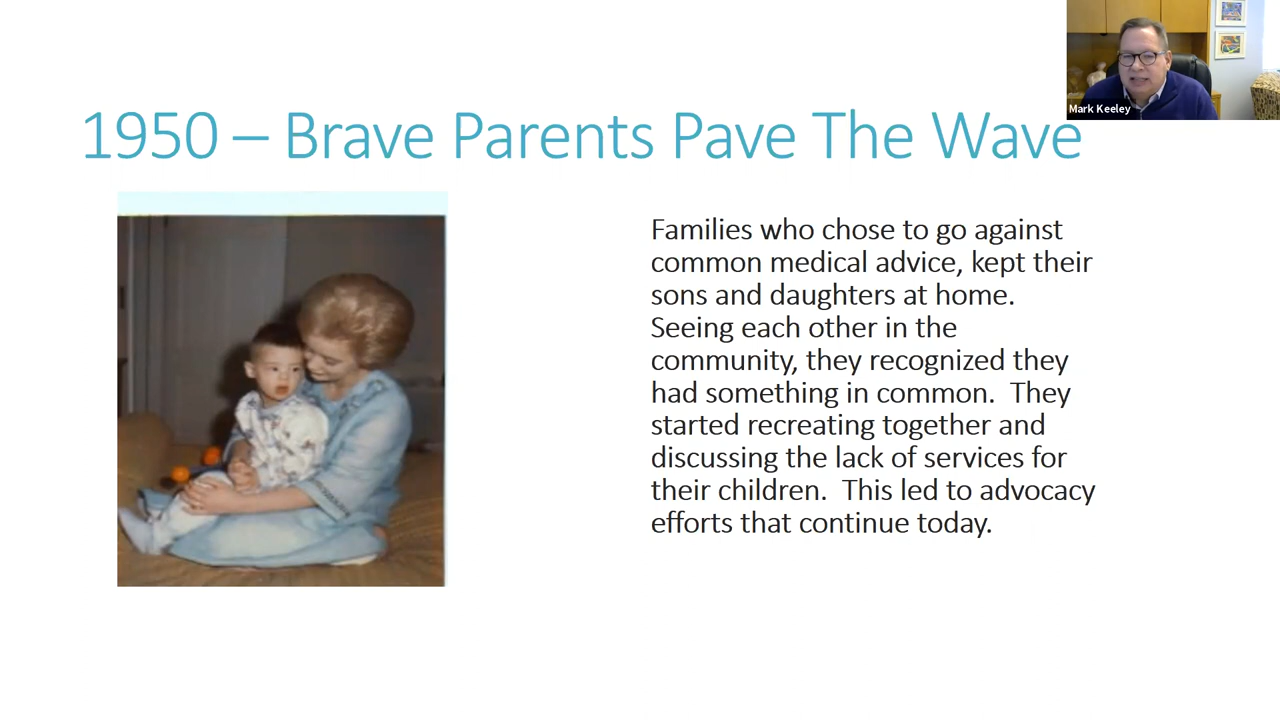 1950 – Brave Parents Pave The Wave
Mark Keeley
Families who chose to go against
common medical advice, kept their
sons and daughters at home.
Seeing each other in the
community, they recognized they
had something in common.  They
started recreating together and
discussing the lack of services for
their children.  This led to advocacy
efforts that continue today.